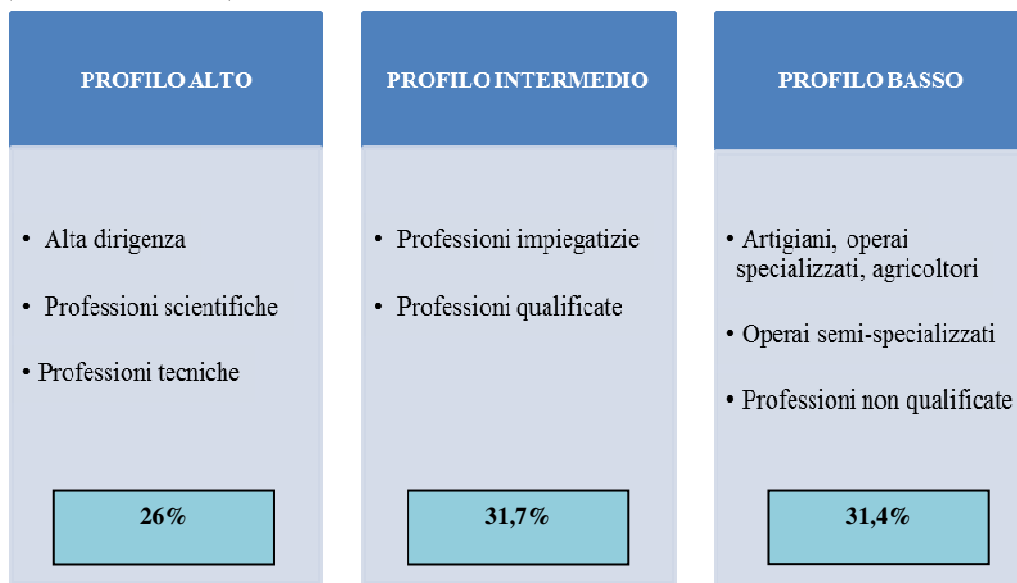 PROFILO ALTO
• Alta dirigenza
• Professioni scientifiche
• Professioni tecniche
26%
PROFILO INTERMEDIO
• Professioni impiegatizie
• Professioni qualificate
31,7%
PROFILO BASSO
• Artigiani, operai
specializzati, agricoltori
• Operai semi-specializzati
• Professioni non qualificate
31,4%